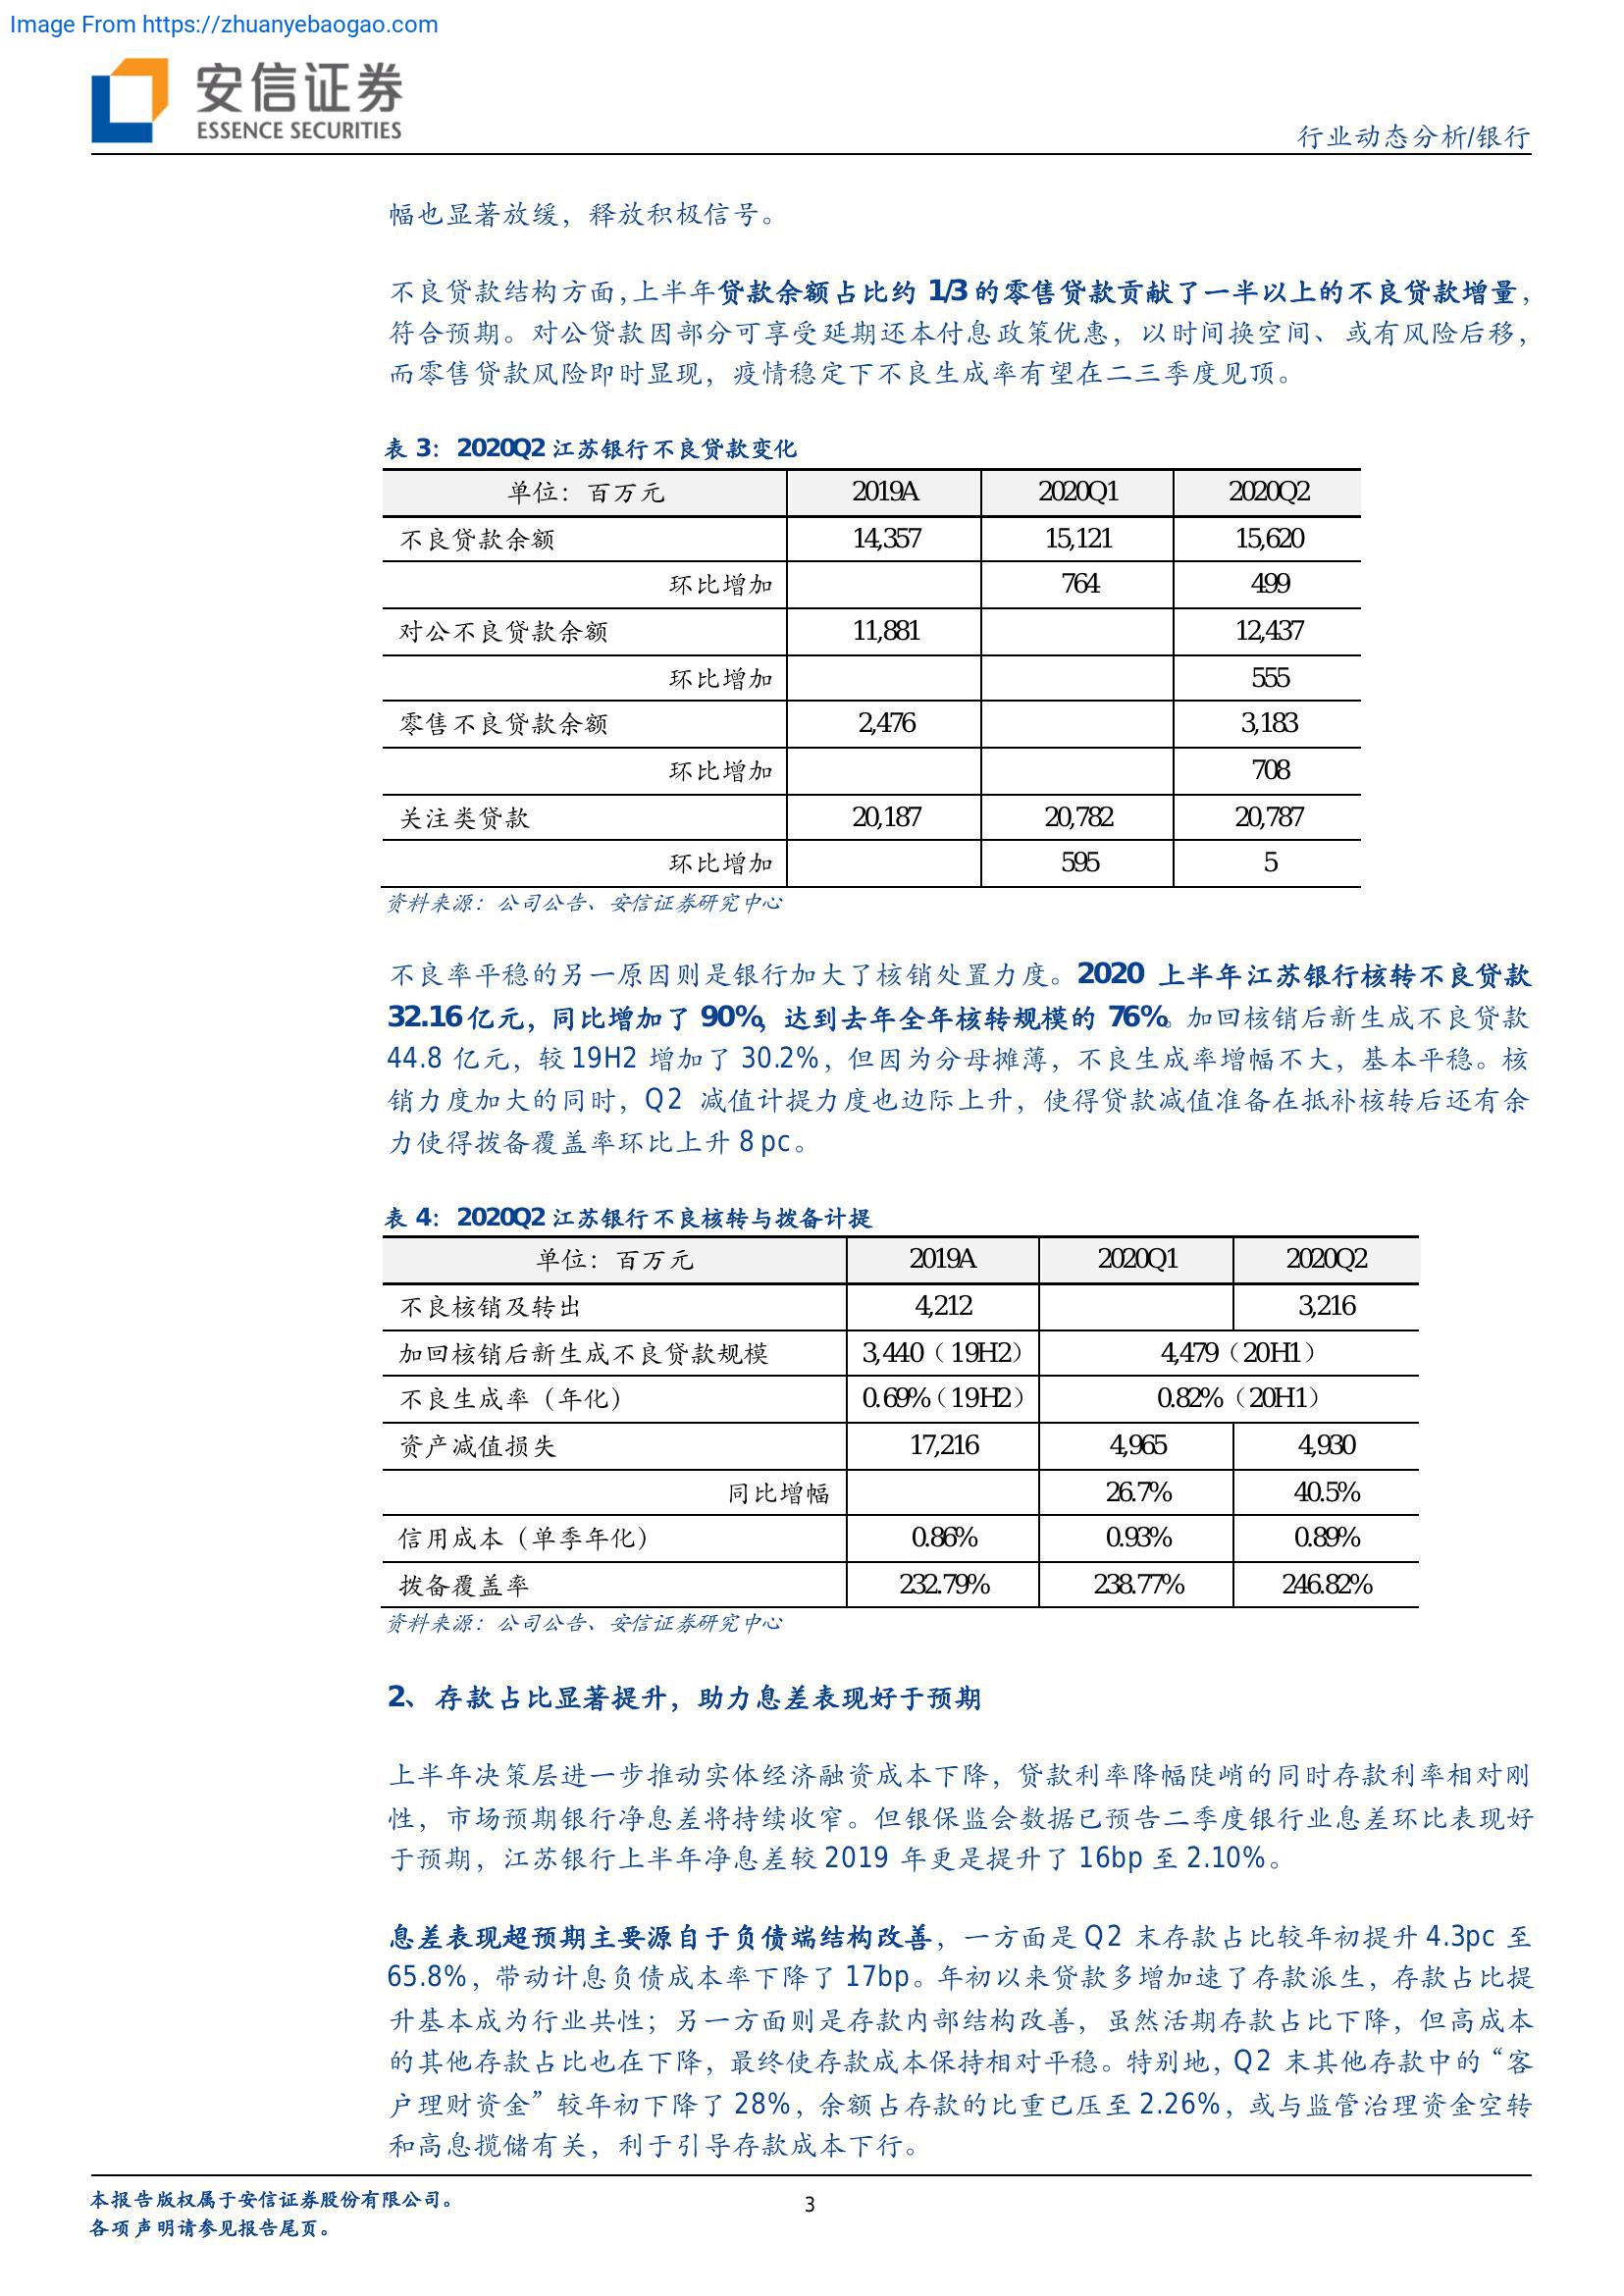 Image From https://zhuanyebaogao.com
安信证券
ESSENCE SECURITIES
行业动态分析/银行
幅也显著放缓，释放积极信号。
不良贷款结构方面，上半年贷款余额占比约 1/3 的零售贷款贡献了一半以上的不良贷款增量，
符合预期。对公贷款因部分可享受延期还本付息政策优惠，以时间换空间、或有风险后移，
而零售贷款风险即时显现，疫情稳定下不良生成率有望在二三季度见顶。
表 3：2020Q2 江苏银行不良贷款变化
单位：百万元 2019A 2020Q1 2020Q2
不良贷款余额 14,357 15,121 15,620
环比增加 764 499
对公不良贷款余额 11,881 12,437
环比增加 555
零售不良贷款余额 2,476 3,183
环比增加 708
关注类贷款 20,187 20,782 20,787
环比增加 595 5
资料来源：公司公告、安信证券研究中心
不良率平稳的另一原因则是银行加大了核销处置力度。2020 上半年江苏银行核转不良贷款
32.16 亿元，同比增加了 90%，达到去年全年核转规模的 76%。加回核销后新生成不良贷款
44.8 亿元，较 19H2 增加了 30.2%，但因为分母摊薄，不良生成率增幅不大，基本平稳。核
销力度加大的同时，Q2 减值计提力度也边际上升，使得贷款减值准备在抵补核转后还有余
力使得拨备覆盖率环比上升 8pc。
表 4：2020Q2 江苏银行不良核转与拨备计提
单位：百万元 2019A 2020Q1 2020Q2
不良核销及转出 4,212 3,216
加回核销后新生成不良贷款规模 3,440（19H2） 4,479（20H1）
不良生成率（年化） 0.69%（19H2） 0.82%（20H1）
资产减值损失 17,216 4,965 4,930
同比增幅 26.7% 40.5%
信用成本（单季年化） 0.86% 0.93% 0.89%
拨备覆盖率 232.79% 238.77% 246.82%
资料来源：公司公告、安信证券研究中心
2、存款占比显著提升，助力息差表现好于预期
上半年决策层进一步推动实体经济融资成本下降，贷款利率降幅陡峭的同时存款利率相对刚
性，市场预期银行净息差将持续收窄。但银保监会数据已预告二季度银行业息差环比表现好
于预期，江苏银行上半年净息差较 2019 年更是提升了 16bp 至 2.10%。
息差表现超预期主要源自于负债端结构改善，一方面是 Q2 末存款占比较年初提升 4.3pc 至
65.8%，带动计息负债成本率下降了 17bp。年初以来贷款多增加速了存款派生，存款占比提
升基本成为行业共性；另一方面则是存款内部结构改善，虽然活期存款占比下降，但高成本
的其他存款占比也在下降，最终使存款成本保持相对平稳。特别地，Q2 末其他存款中的“客
户理财资金”较年初下降了 28%，余额占存款的比重已压至 2.26%，或与监管治理资金空转
和高息揽储有关，利于引导存款成本下行。
本报告版权属于安信证券股份有限公司。
各项声明请参见报告尾页。
3